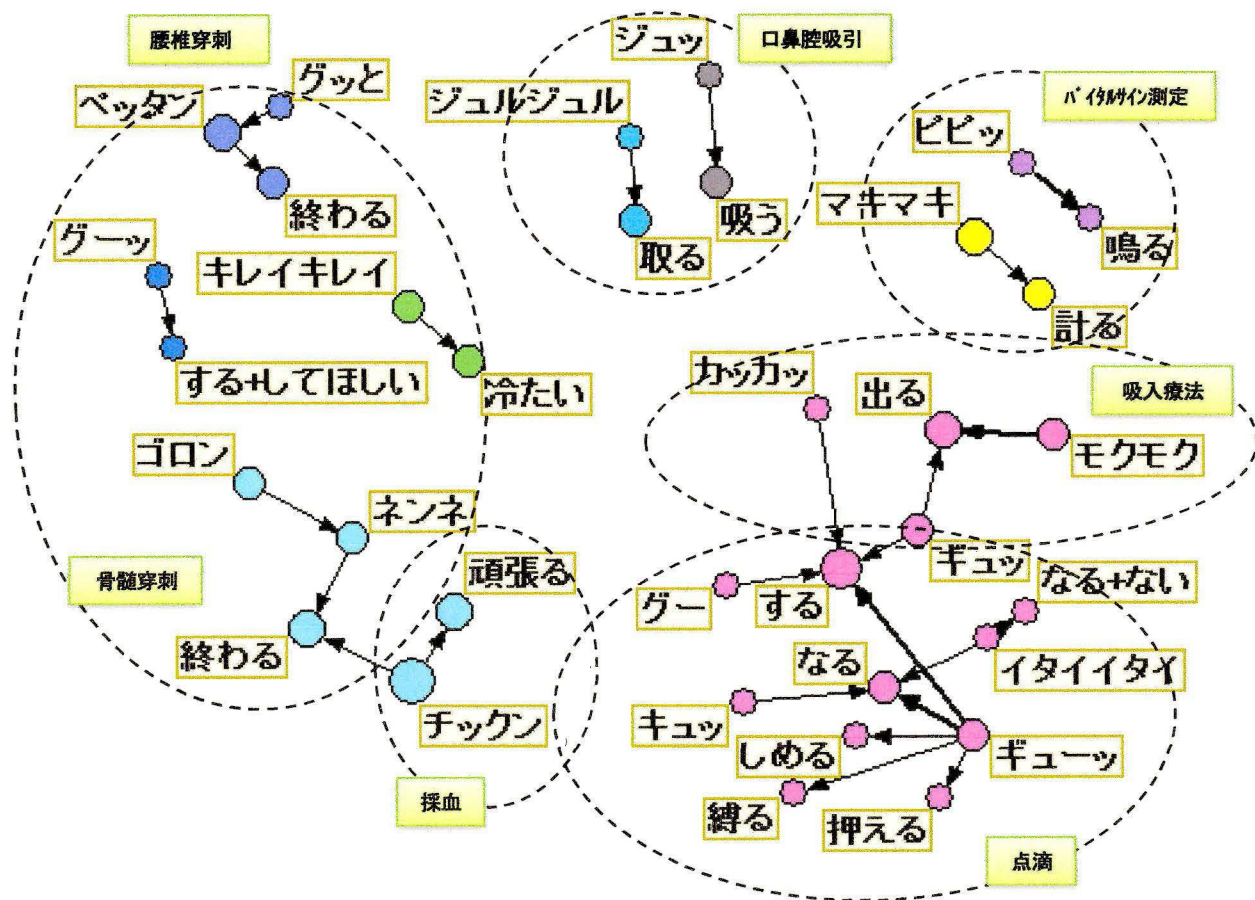 腰椎穿刺
グッと
ペッタン
終わる
グーッ
する+してほしい
キレイキレイ
冷たい
ゴロン
ネンネ
骨髄穿刺
終わる
頑張る
チックン
採血
ジュッ
口鼻腔吸引
ジュルジュル
吸う
取る
バイタルサイン測定
ピピッ
マキマキ
鳴る
計る
カッカッ
出る
吸入療法
モクモク
ギュッ
なる+ない
グー
する
なる
イタイイタイ
キュッ
しめる
ギューッ
縛る
押える
点滴